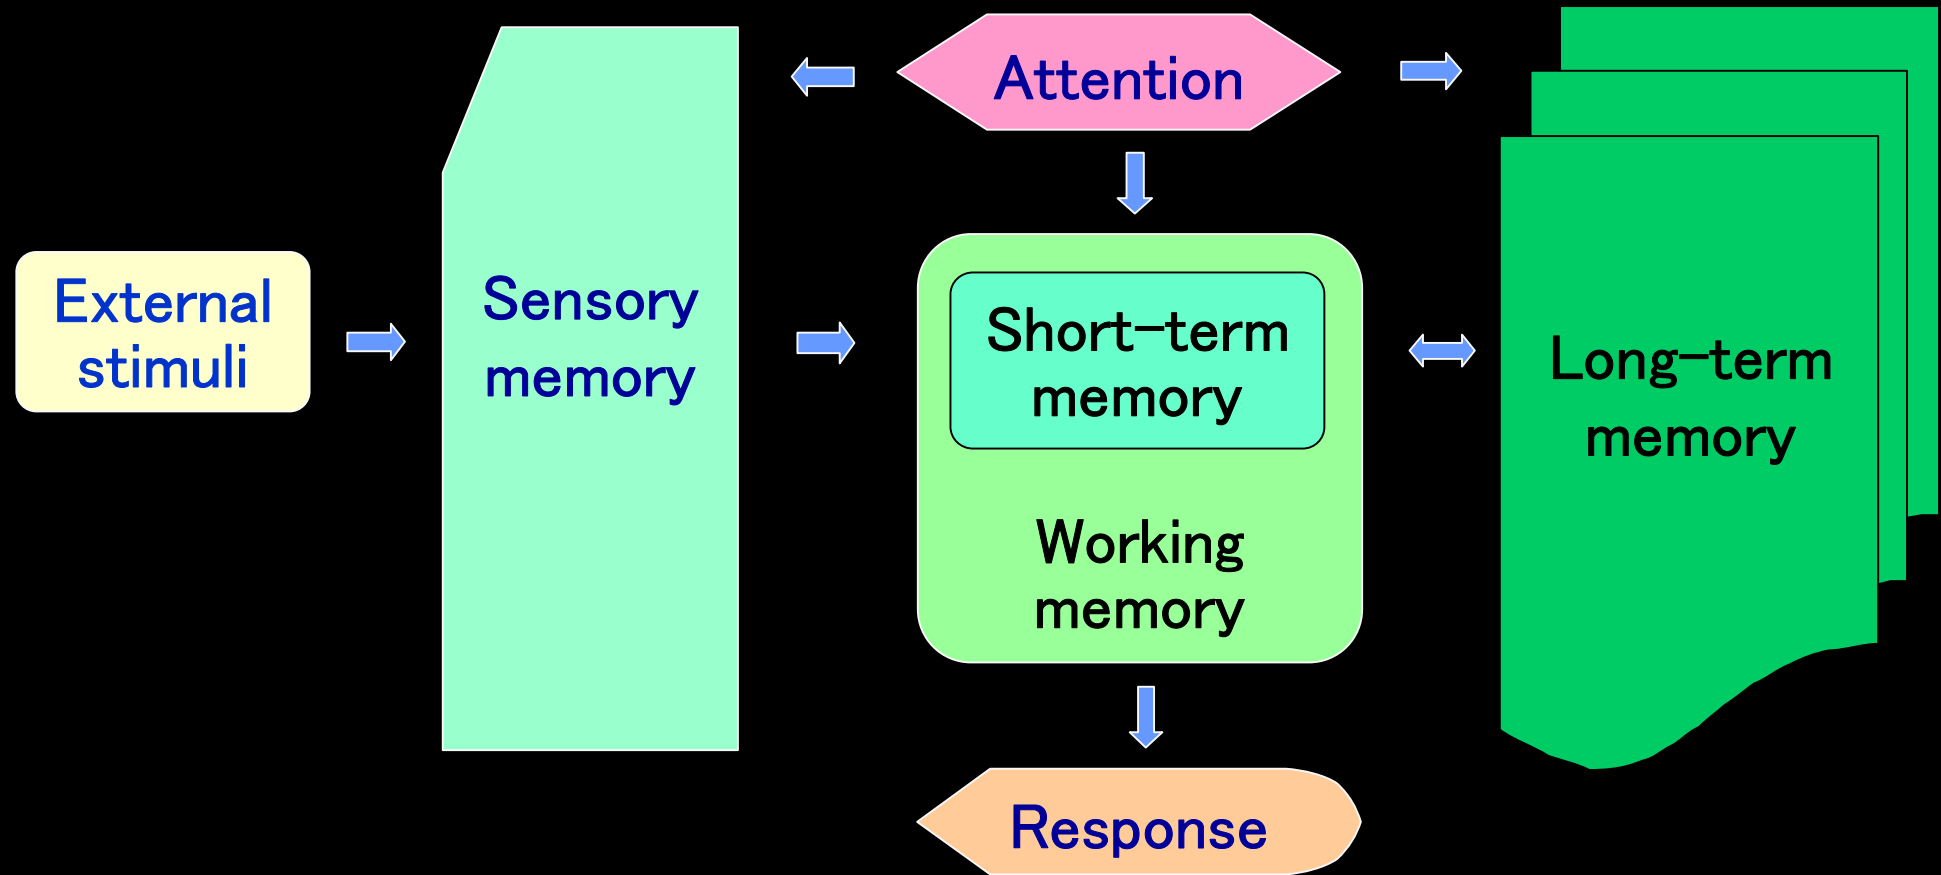 Attention
External
stimuli
Sensory
memory
Short-term
memory
Working
memory
Long-term
memory
Response